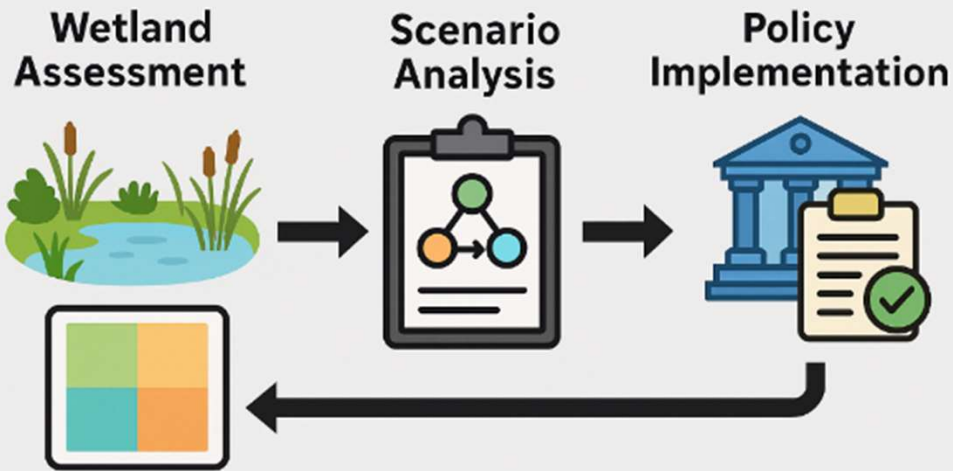 Wetland
Assessment
Scenario
Analysis
Policy
Implementation